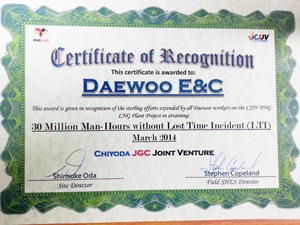 PNG LNG
CJJV
Certificate of Recognition
This certificate is awarded to:
DAEWOO E&C
This award is given in recognition of the sterling efforts extended by all Daewoo workers on the CJJV PNG
LNG Plant Project in attaining:
30 Million Man-Hours without Lost Time Incident (LTI)
March 2014
CHIYODA JGC JOINT VENTURE
Shinsuke Oda
Site Director
Stephen Copeland
Field SHES Director